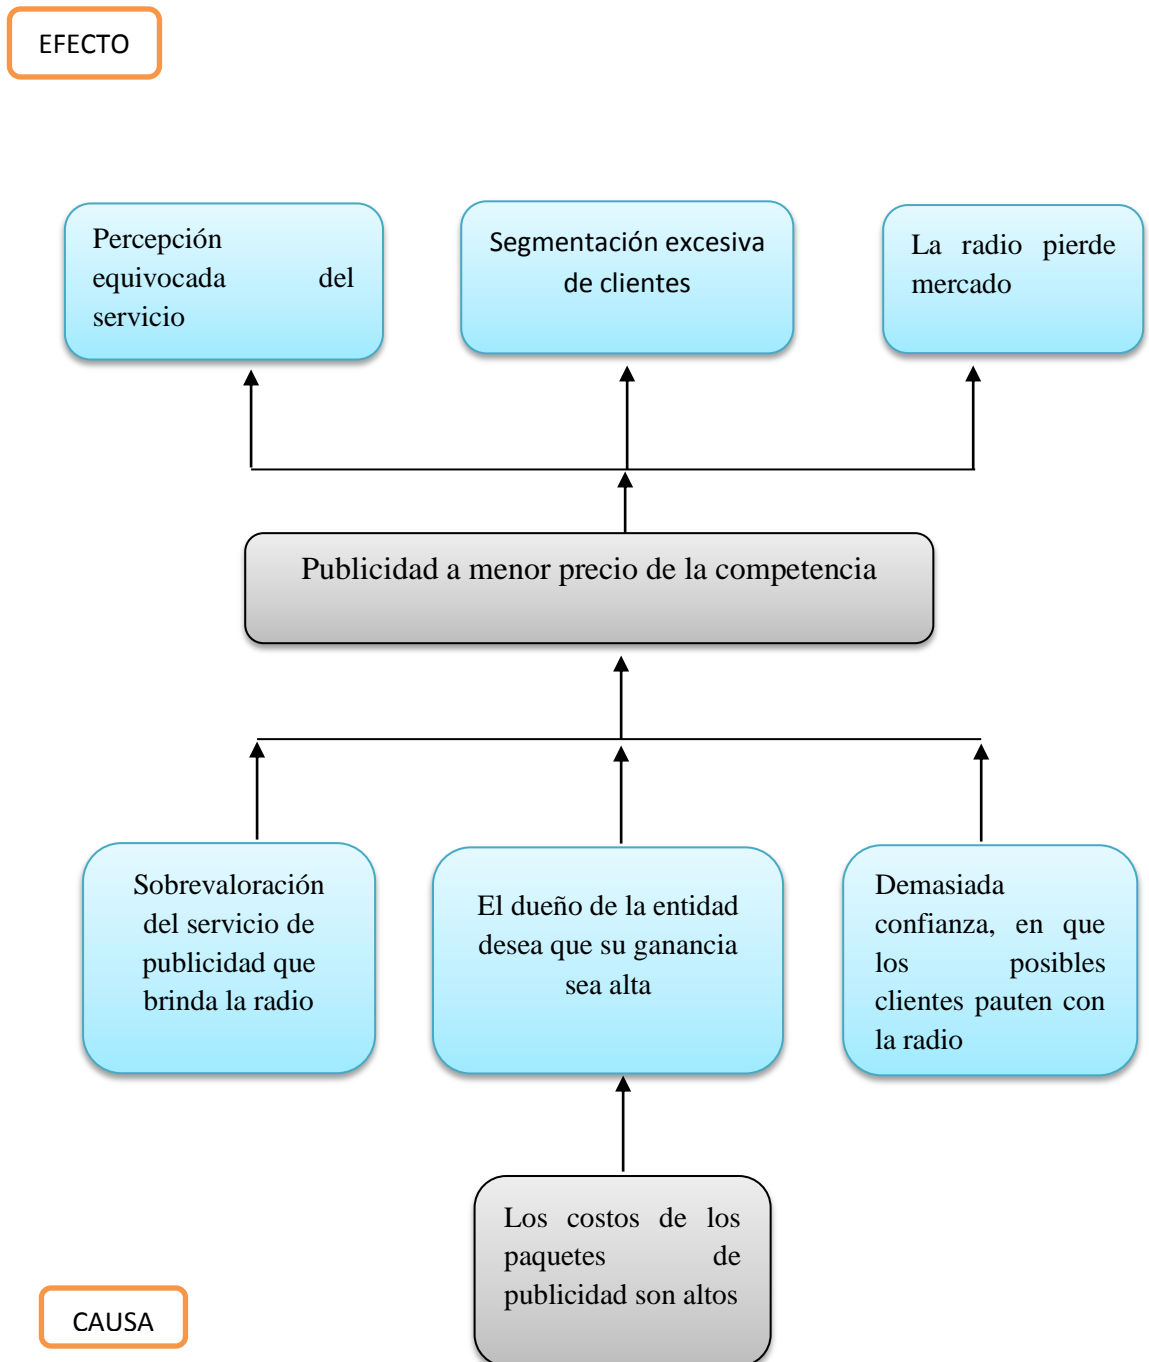 EFECTO
Percepción
equivocada del
servicio
Segmentación excesiva
de clientes
La radio pierde
mercado
Publicidad a menor precio de la competencia
Sobrevaloración
del servicio de
publicidad que
brinda la radio
El dueño de la entidad
desea que su ganancia
sea alta
Demasiada
confianza, en que
los posibles
clientes pauten con
la radio
Los costos de los
paquetes de
publicidad son altos
CAUSA